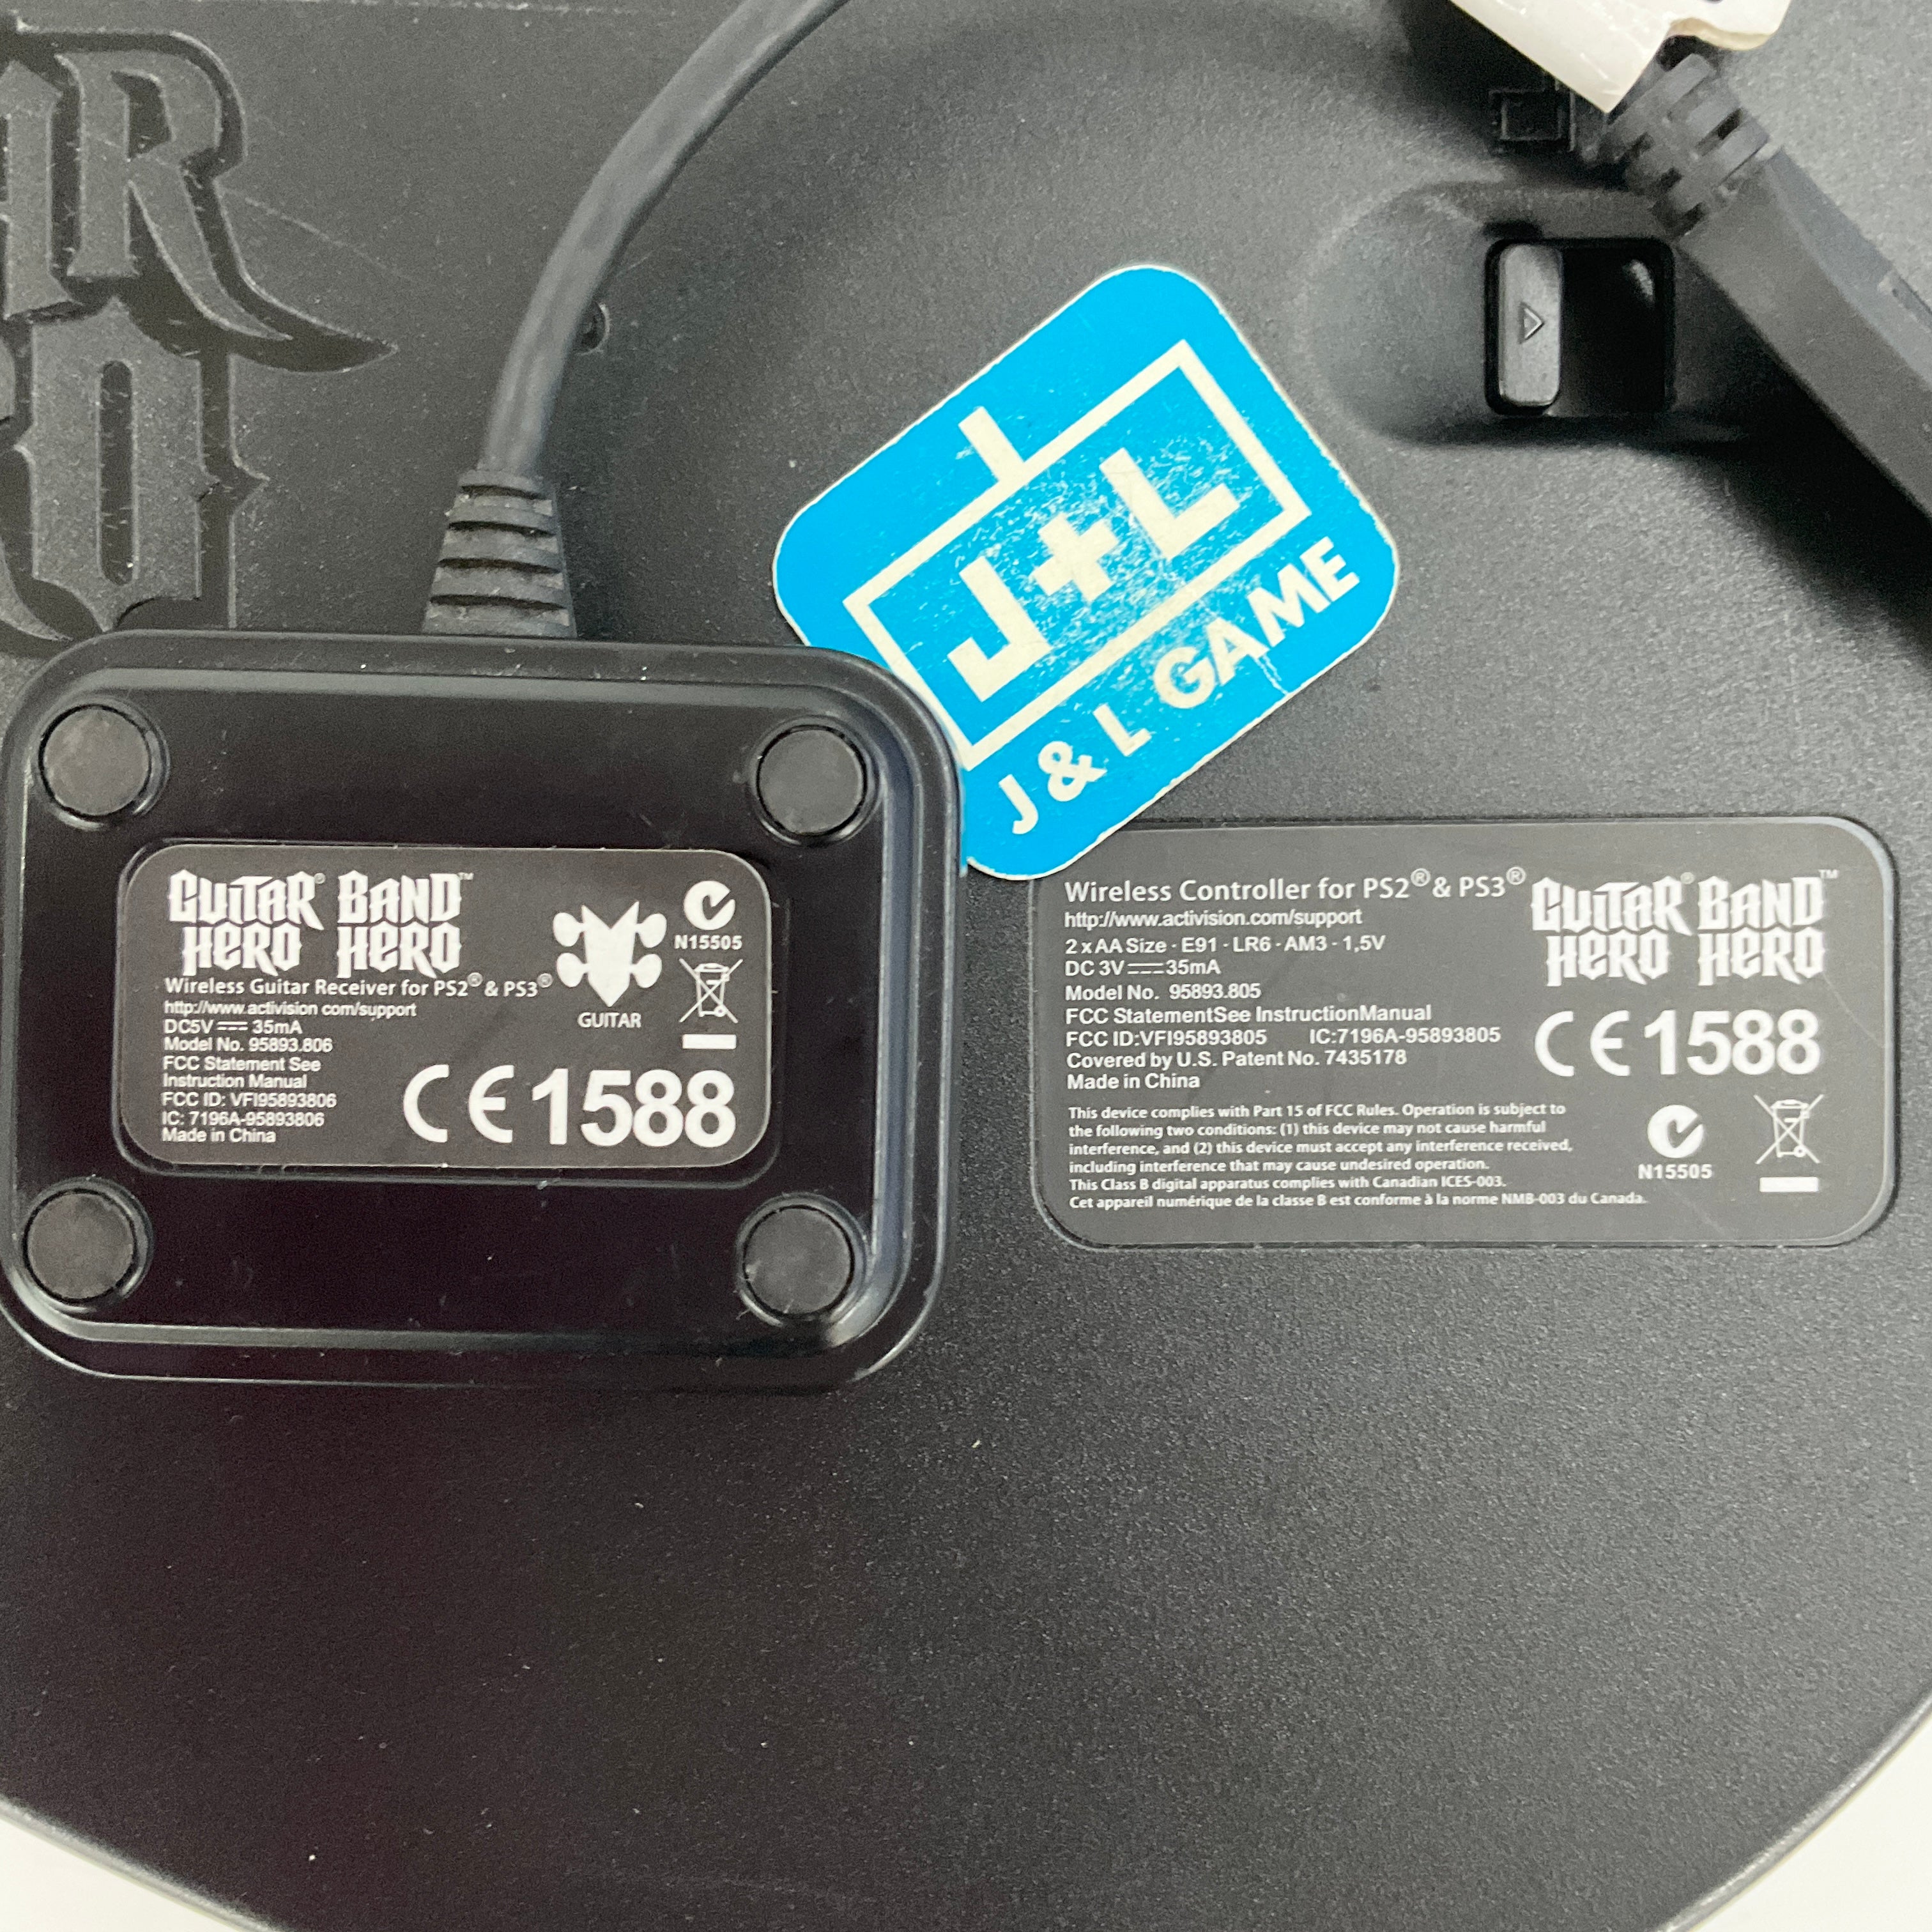 J+L
J & L GAME
GUITAR® BAND™
HERO HERO
Wireless Guitar Receiver for PS2® & PS3®
http://www.activision.com/support
DC5V ⎓ 35mA
Model No. 95893.806
FCC Statement See
Instruction Manual
FCC ID: VFI95893806
IC: 7196A-95893806
Made in China
GUITAR
N15505
CE1588
Wireless Controller for PS2® & PS3®
http://www.activision.com/support
2 x AA Size · E91 · LR6 · AM3 · 1,5V
DC 3V ⎓ 35mA
Model No. 95893.805
FCC StatementSee InstructionManual
FCC ID:VFI95893805 IC:7196A-95893805
Covered by U.S. Patent No. 7435178
Made in China
GUITAR® BAND™
HERO HERO
CE1588
This device complies with Part 15 of FCC Rules. Operation is subject to
the following two conditions: (1) this device may not cause harmful
interference, and (2) this device must accept any interference received,
including interference that may cause undesired operation.
This Class B digital apparatus complies with Canadian ICES-003.
Cet appareil numérique de la classe B est conforme à la norme NMB-003 du Canada.
N15505